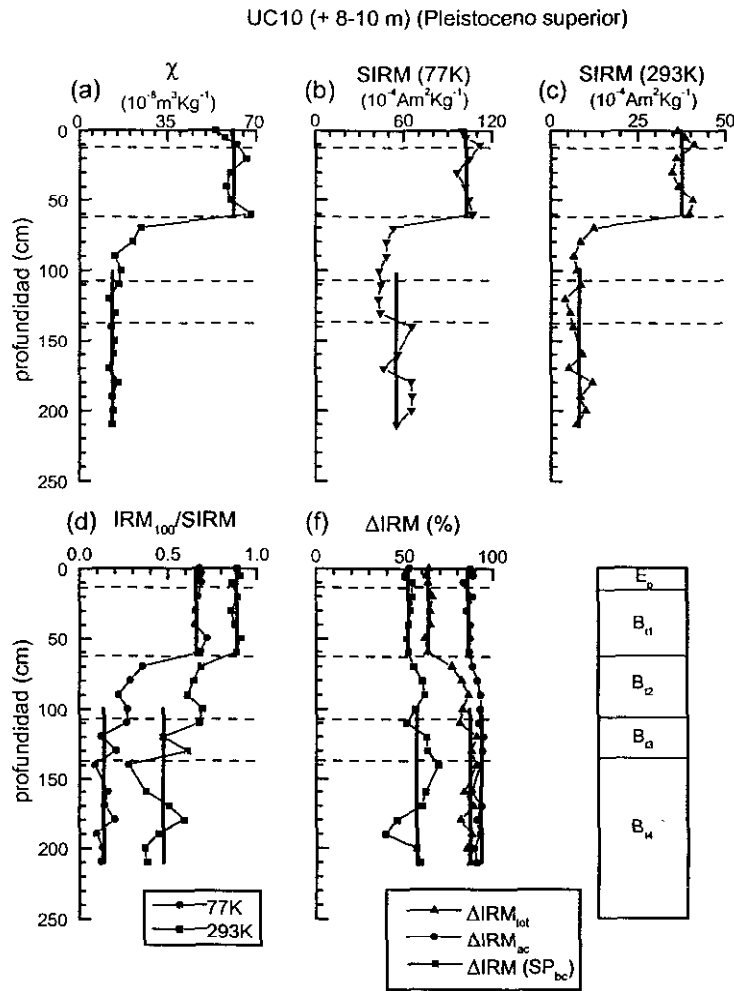 UC10 (+ 8-10 m) (Pleistoceno superior)
(a) χ
(10⁻⁸m³Kg⁻¹)
0 35 70
(b) SIRM (77K)
(10⁻⁴Am²Kg⁻¹)
0 60 120
(c) SIRM (293K)
(10⁻⁴Am²Kg⁻¹)
0 25 50
profundidad (cm)
0
50
100
150
200
250
(d) IRM₁₀₀/SIRM
0.0 0.5 1.0
(f) ΔIRM (%)
0 50 100
profundidad (cm)
0
50
100
150
200
250
77K
293K
ΔIRM_tot
ΔIRM_ac
ΔIRM (SP_bc)
E_p
B_t1
B_t2
B_t3
B_t4